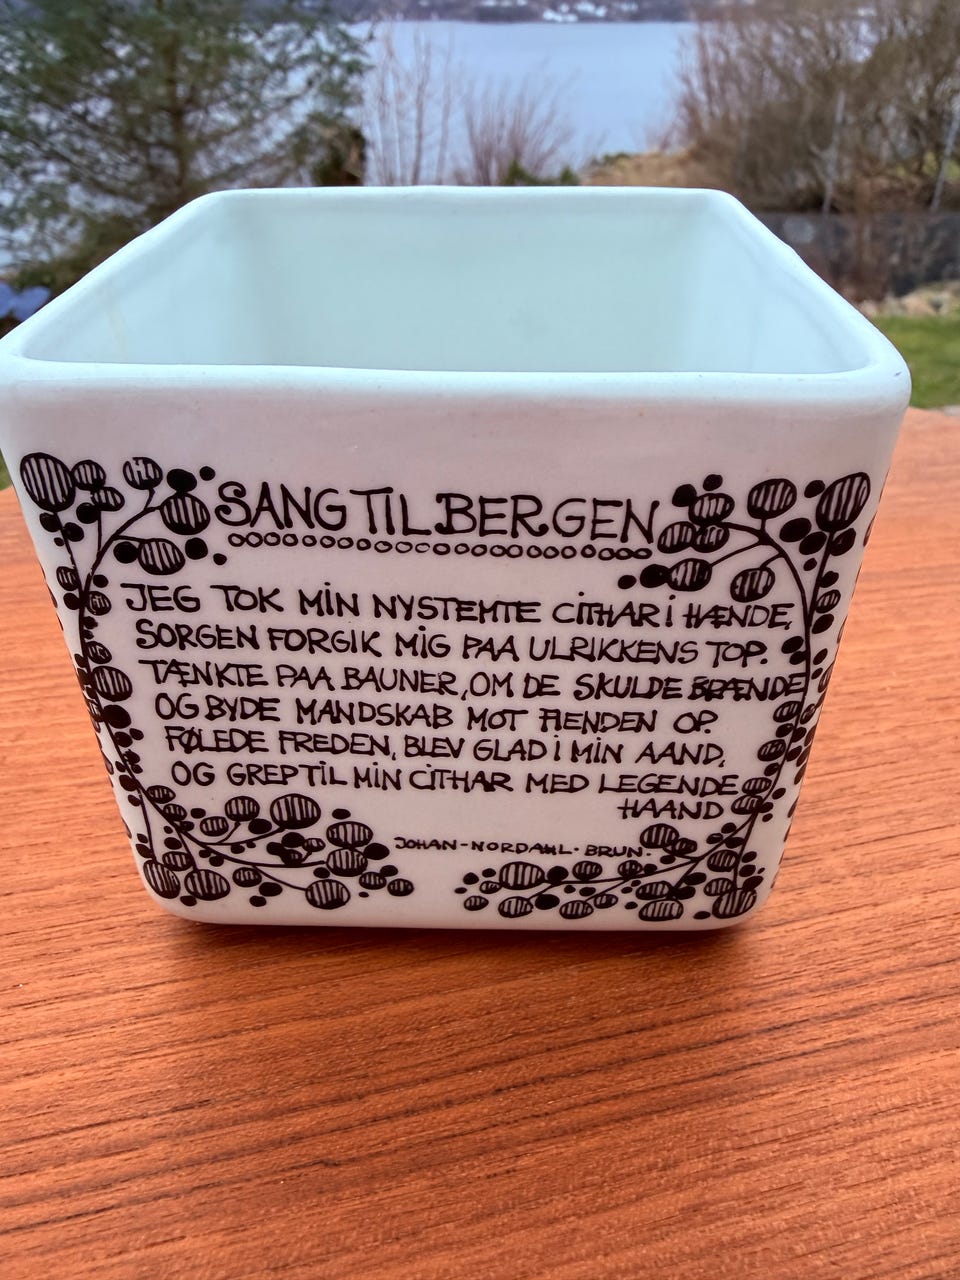 SANG TIL BERGEN
JEG TOK MIN NYSTEMTE CITHAR I HÆNDE,
SORGEN FORGIK MIG PAA ULRIKKENS TOP.
TÆNKTE PAA BAUNER, OM DE SKULDE BRÆNDE
OG BYDE MANDSKAB MOT FIENDEN OP.
FØLEDE FREDEN, BLEV GLAD I MIN AAND,
OG GREP TIL MIN CITHAR MED LEGENDE
HAAND
JOHAN-NORDAHL·BRUN·